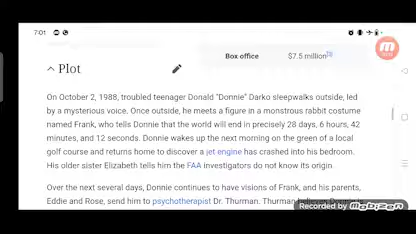 7:01
Box office $7.5 million[3]
Plot
On October 2, 1988, troubled teenager Donald "Donnie" Darko sleepwalks outside, led
by a mysterious voice. Once outside, he meets a figure in a monstrous rabbit costume
named Frank, who tells Donnie that the world will end in precisely 28 days, 6 hours, 42
minutes, and 12 seconds. Donnie wakes up the next morning on the green of a local
golf course and returns home to discover a jet engine has crashed into his bedroom.
His older sister Elizabeth tells him the FAA investigators do not know its origin.
Over the next several days, Donnie continues to have visions of Frank, and his parents,
Eddie and Rose, send him to psychotherapist Dr. Thurman. Thurman believes
Recorded by Mobizen